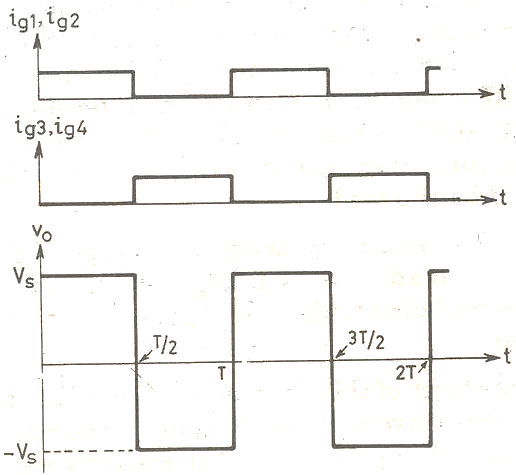 ig1, ig2
t
ig3, ig4
t
vo
Vs
T/2
3T/2
T
2T
t
-Vs